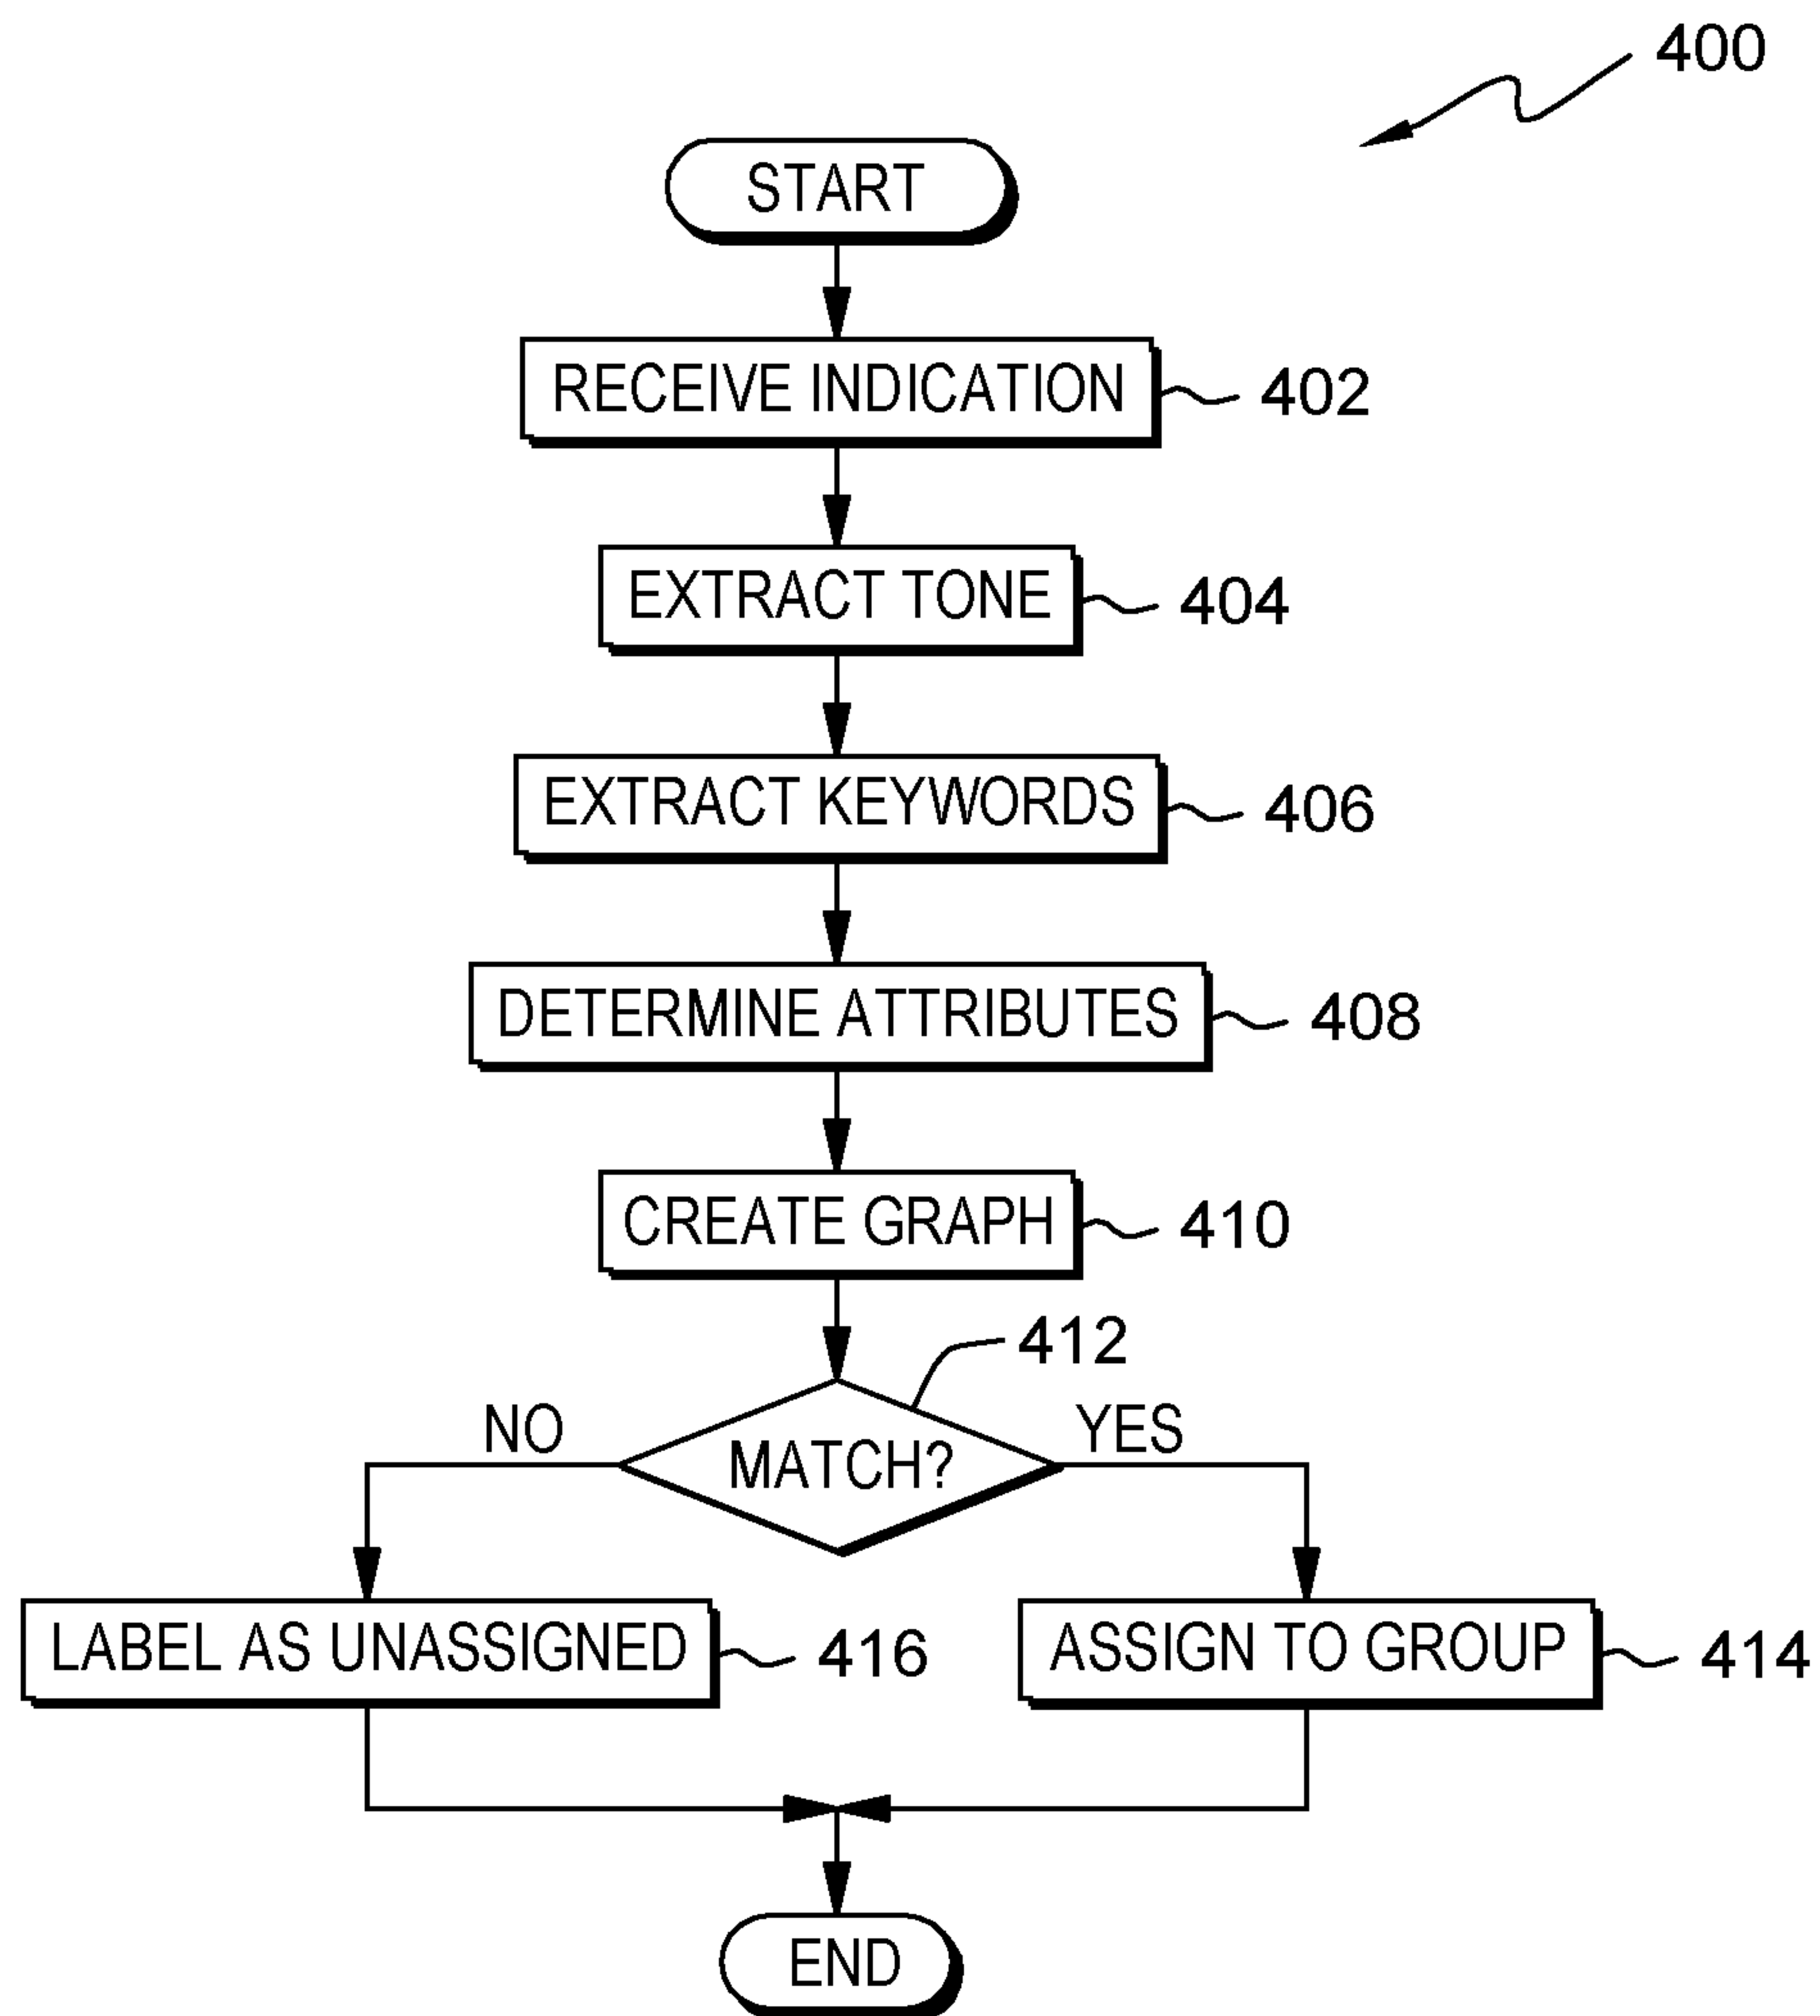 400
START
RECEIVE INDICATION 402
EXTRACT TONE 404
EXTRACT KEYWORDS 406
DETERMINE ATTRIBUTES 408
CREATE GRAPH 410
412
NO YES
MATCH?
LABEL AS UNASSIGNED 416 ASSIGN TO GROUP 414
END